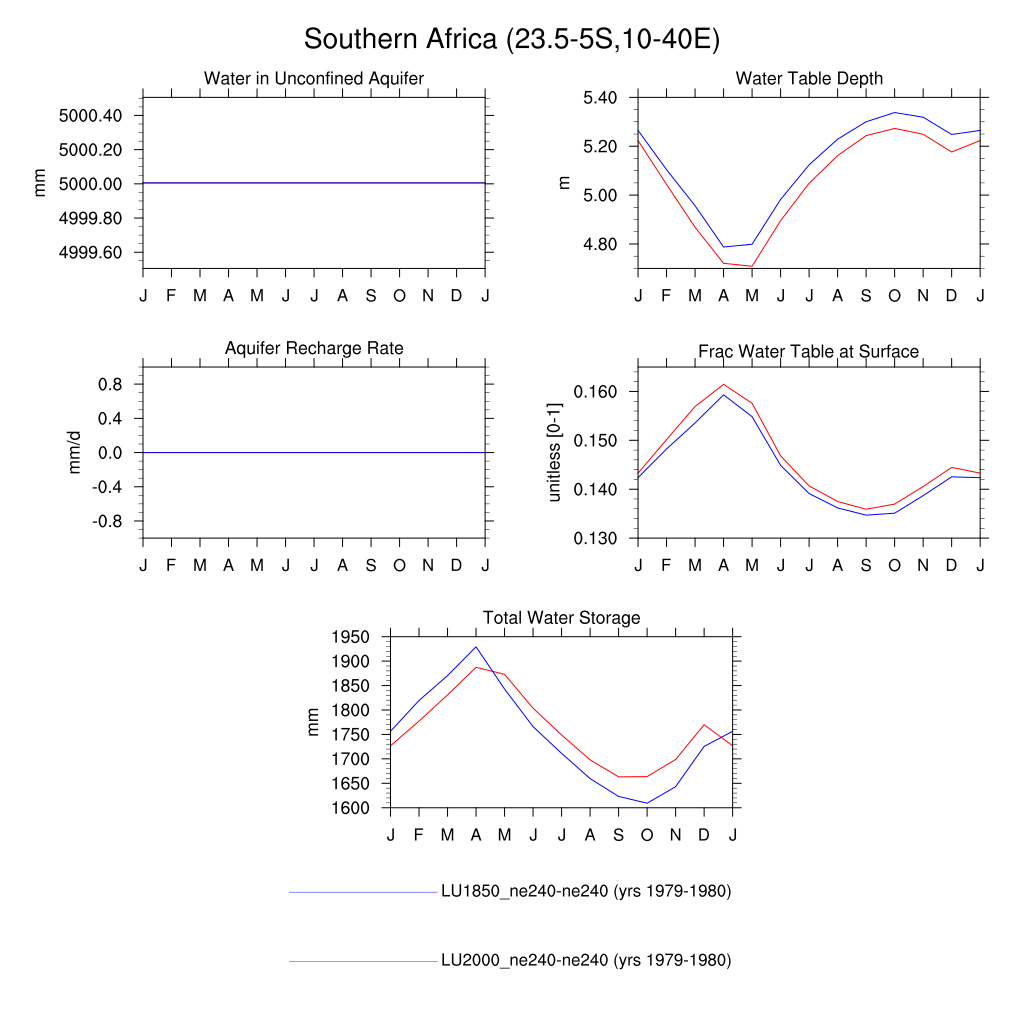 Southern Africa (23.5-5S,10-40E)
Water in Unconfined Aquifer
5000.40
5000.20
5000.00
4999.80
4999.60
mm
J F M A M J J A S O N D J
Water Table Depth
5.40
5.20
5.00
4.80
m
J F M A M J J A S O N D J
Aquifer Recharge Rate
0.8
0.4
0.0
-0.4
-0.8
mm/d
J F M A M J J A S O N D J
Frac Water Table at Surface
0.160
0.150
0.140
0.130
unitless [0-1]
J F M A M J J A S O N D J
Total Water Storage
1950
1900
1850
1800
1750
1700
1650
1600
mm
J F M A M J J A S O N D J
LU1850_ne240-ne240 (yrs 1979-1980)
LU2000_ne240-ne240 (yrs 1979-1980)